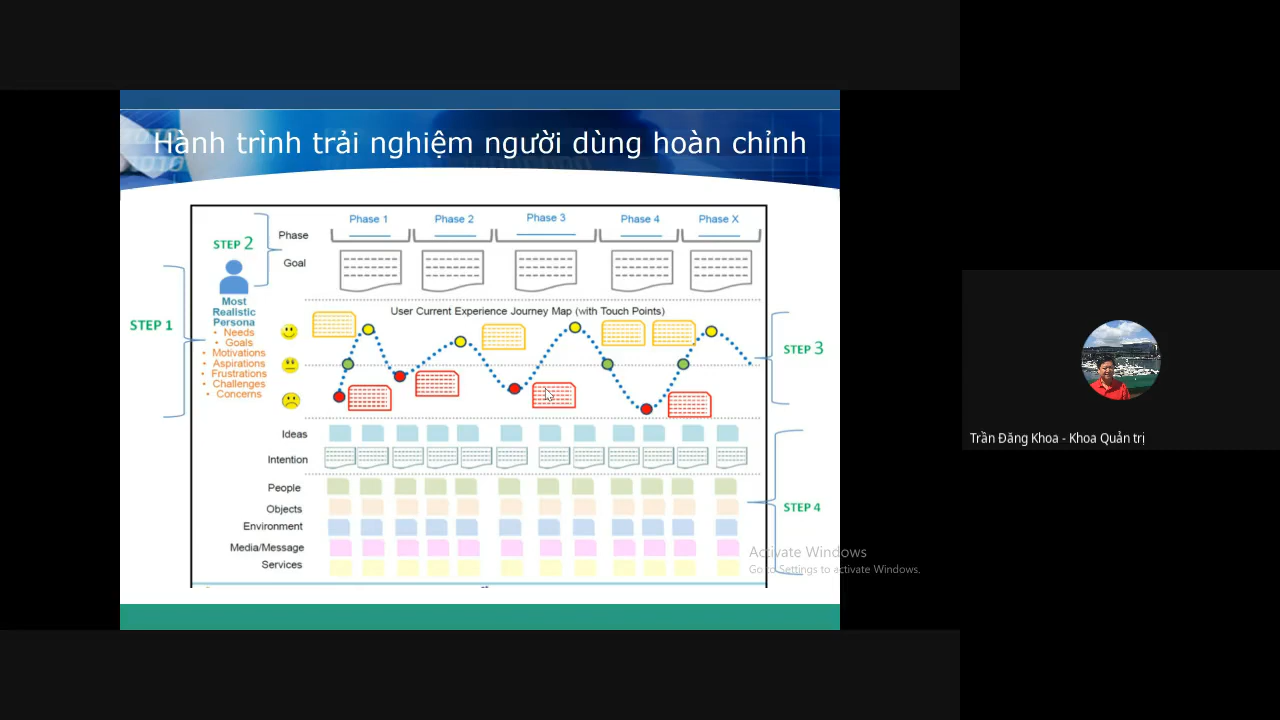 Hành trình trải nghiệm người dùng hoàn chỉnh
Phase 1 Phase 2 Phase 3 Phase 4 Phase X
Phase
STEP 2
Goal
Most
Realistic
Persona
• Needs
• Goals
• Motivations
• Aspirations
• Frustrations
• Challenges
• Concerns
STEP 1
User Current Experience Journey Map (with Touch Points)
STEP 3
Ideas
Intention
People
Objects
Environment
Media/Message
Services
STEP 4
Activate Windows
Go to Settings to activate Windows.
Trần Đăng Khoa - Khoa Quản trị